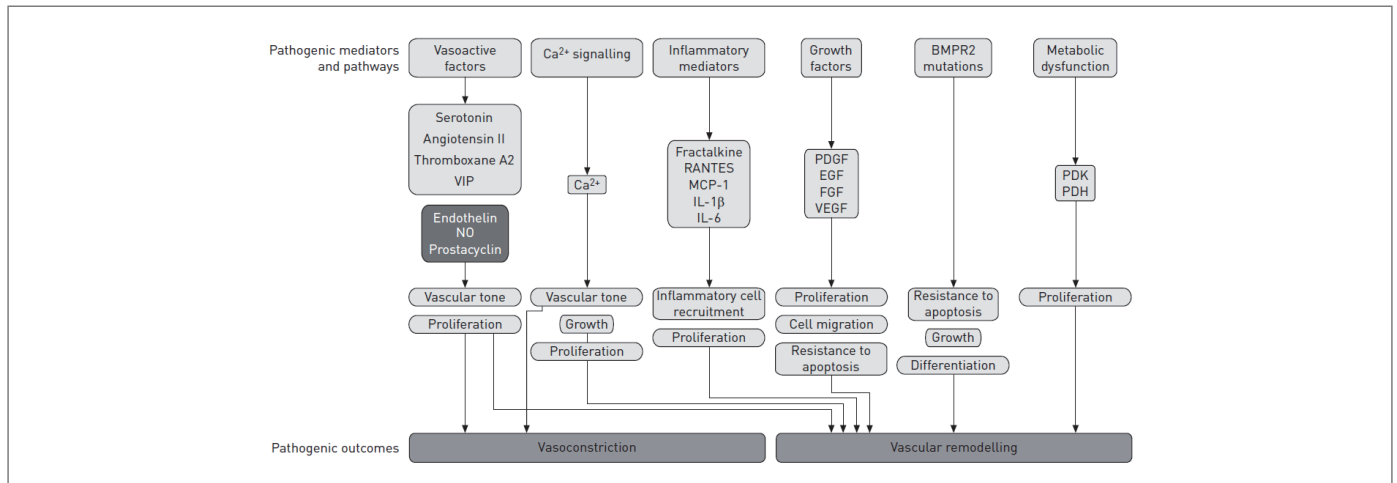 Pathogenic mediators
and pathways
Vasoactive
factors
Ca²⁺ signalling
Inflammatory
mediators
Growth
factors
BMPR2
mutations
Metabolic
dysfunction
Serotonin
Angiotensin II
Thromboxane A2
VIP
Endothelin
NO
Prostacyclin
Ca²⁺
Fractalkine
RANTES
MCP-1
IL-1β
IL-6
PDGF
EGF
FGF
VEGF
PDK
PDH
Vascular tone
Proliferation
Vascular tone
Growth
Proliferation
Inflammatory cell
recruitment
Proliferation
Proliferation
Cell migration
Resistance to
apoptosis
Resistance to
apoptosis
Growth
Differentiation
Proliferation
Pathogenic outcomes
Vasoconstriction
Vascular remodelling